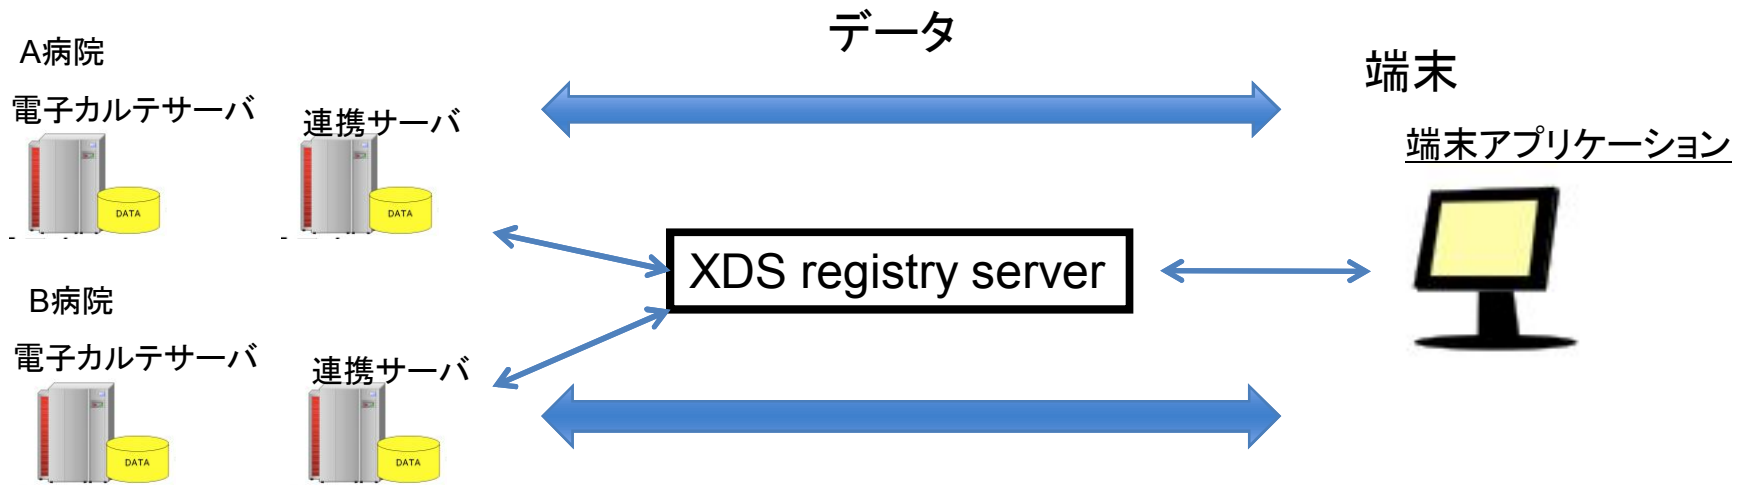 データ
A病院
端末
電子カルテサーバ
連携サーバ
端末アプリケーション
DATA
DATA
XDS registry server
B病院
電子カルテサーバ
連携サーバ
DATA
DATA